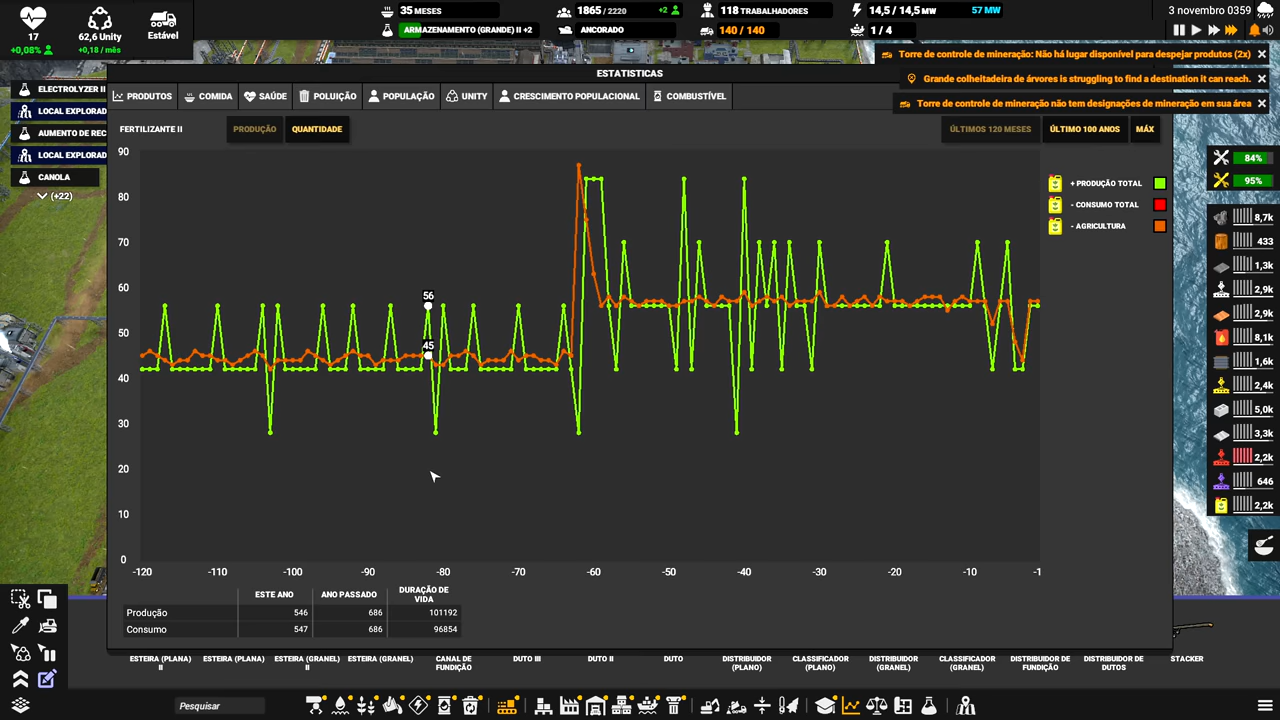 17
+0,08%
62,6 Unity
+0,18 / mês
Estável
35 MESES
ARMAZENAMENTO (GRANDE) II +2
1865 / 2220 +2
ANCORADO
118 TRABALHADORES
140 / 140
14,5 / 14,5 MW 57 MW
1 / 4
3 novembro 0359
Torre de controle de mineração: Não há lugar disponível para despejar produtos (2x)
Grande colheitadeira de árvores is struggling to find a destination it can reach.
Torre de controle de mineração não tem designações de mineração em sua área
ELECTROLYZER II
LOCAL EXPLORAD
AUMENTO DE REC
LOCAL EXPLORAD
CANOLA
(+22)
ESTATISTICAS
PRODUTOS COMIDA SAÚDE POLUIÇÃO POPULAÇÃO UNITY CRESCIMENTO POPULACIONAL COMBUSTÍVEL
FERTILIZANTE II PRODUÇÃO QUANTIDADE ÚLTIMOS 120 MESES ÚLTIMO 100 ANOS MÁX
90
80
70
60
50
40
30
20
10
0
56
45
-120 -110 -100 -90 -80 -70 -60 -50 -40 -30 -20 -10 -1
+ PRODUÇÃO TOTAL
- CONSUMO TOTAL
- AGRICULTURA
ESTE ANO ANO PASSADO DURAÇÃO DE VIDA
Produção 546 686 101192
Consumo 547 686 96854
84%
95%
8,7k
433
1,3k
2,9k
2,9k
8,1k
1,6k
2,4k
5,0k
3,3k
2,2k
646
2,2k
ESTEIRA (PLANA) II
ESTEIRA (PLANA)
ESTEIRA (GRANEL) II
ESTEIRA (GRANEL)
CANAL DE FUNDIÇÃO
DUTO III
DUTO II
DUTO
DISTRIBUIDOR (PLANO)
CLASSIFICADOR (PLANO)
DISTRIBUIDOR (GRANEL)
CLASSIFICADOR (GRANEL)
DISTRIBUIDOR DE FUNDIÇÃO
DISTRIBUIDOR DE DUTOS
STACKER
Pesquisar